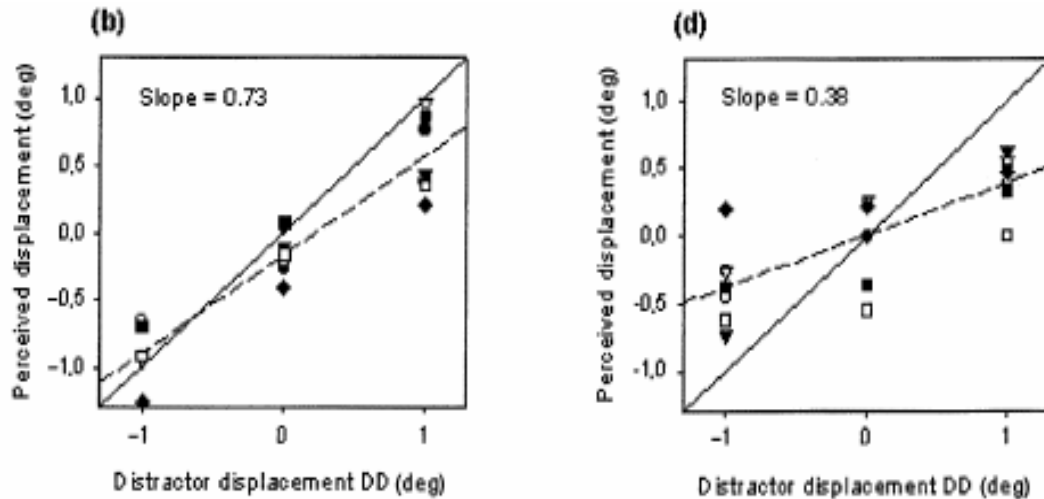 (b)
Slope = 0.73
Perceived displacement (deg)
1,0
0,5
0,0
−0,5
−1,0
−1
0
1
Distractor displacement DD (deg)
(d)
Slope = 0.38
Perceived displacement (deg)
1,0
0,5
0,0
-0,5
-1,0
−1
0
1
Distractor displacement DD (deg)